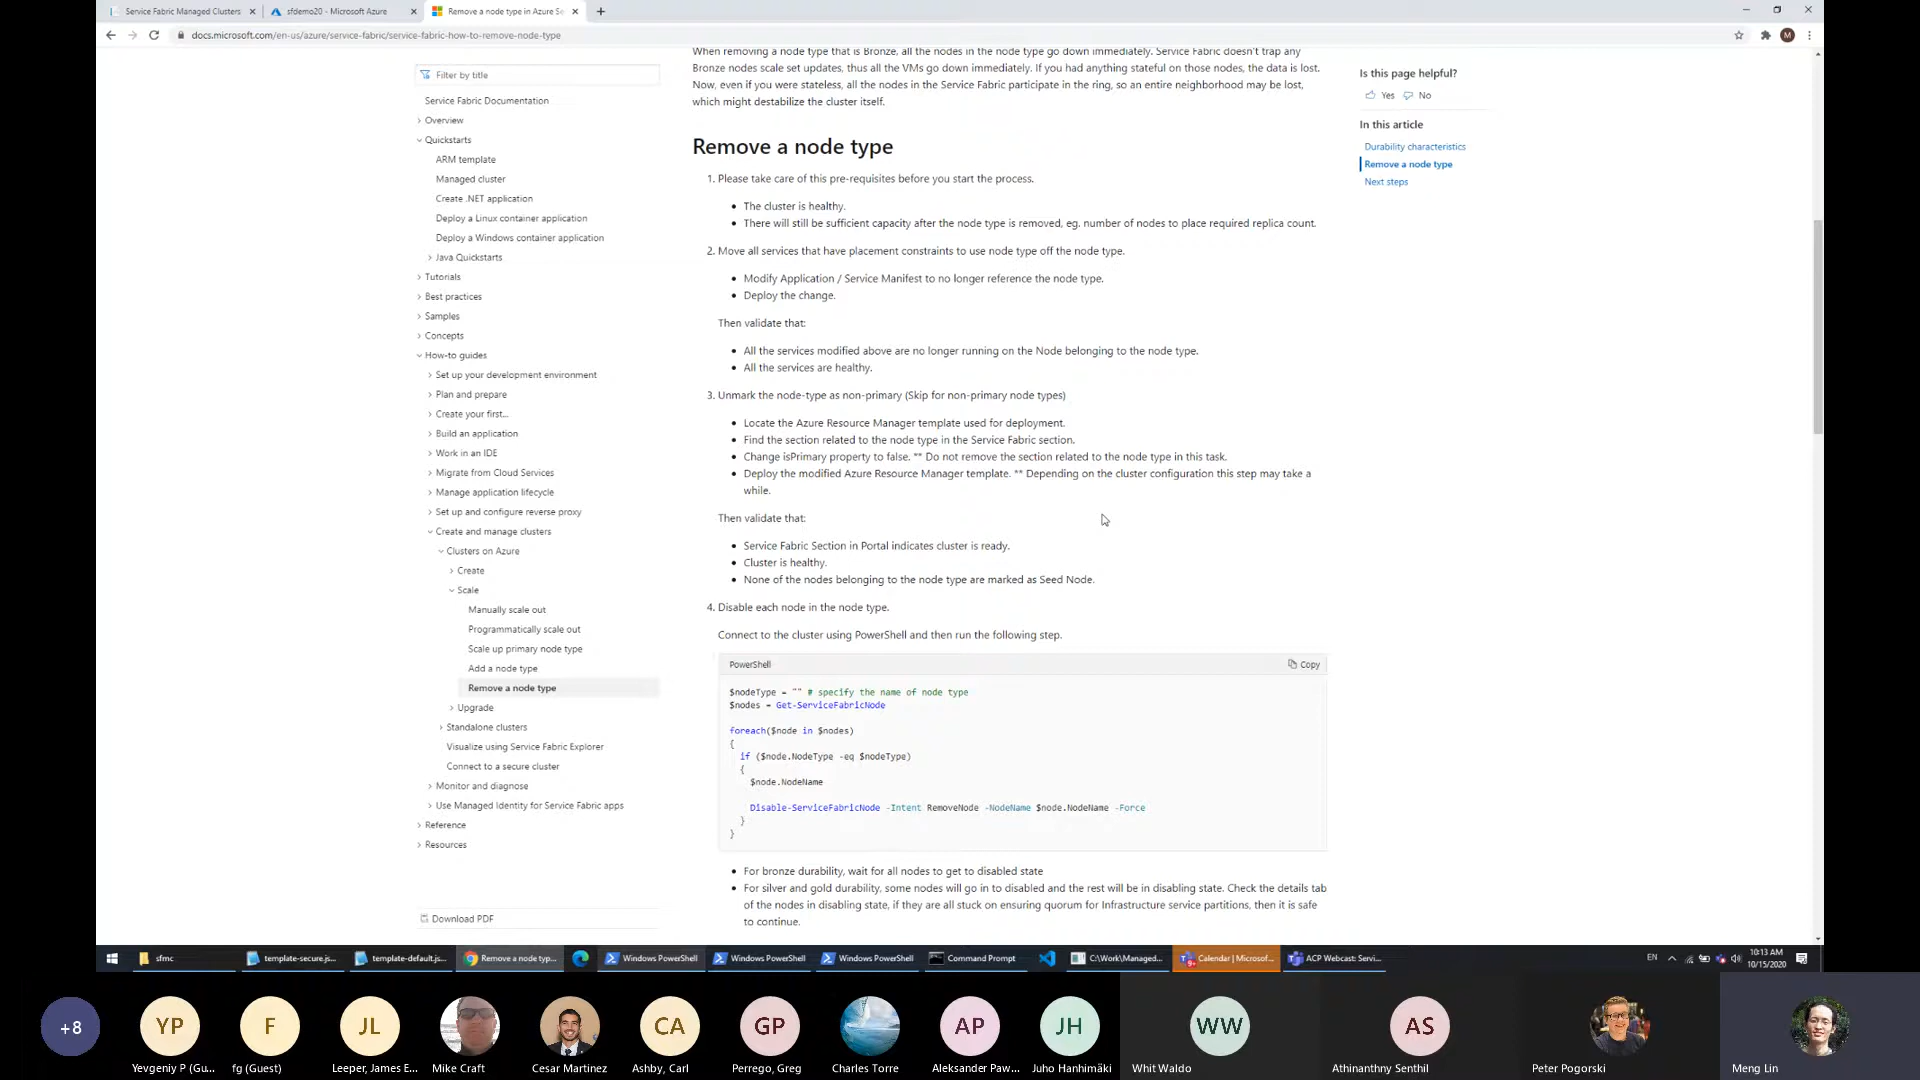 Service Fabric Managed Clusters
sfdemo20 - Microsoft Azure
Remove a node type in Azure Se
docs.microsoft.com/en-us/azure/service-fabric/service-fabric-how-to-remove-node-type
M
Filter by title
Service Fabric Documentation
Overview
Quickstarts
ARM template
Managed cluster
Create .NET application
Deploy a Linux container application
Deploy a Windows container application
Java Quickstarts
Tutorials
Best practices
Samples
Concepts
How-to guides
Set up your development environment
Plan and prepare
Create your first...
Build an application
Work in an IDE
Migrate from Cloud Services
Manage application lifecycle
Set up and configure reverse proxy
Create and manage clusters
Clusters on Azure
Create
Scale
Manually scale out
Programmatically scale out
Scale up primary node type
Add a node type
Remove a node type
Upgrade
Standalone clusters
Visualize using Service Fabric Explorer
Connect to a secure cluster
Monitor and diagnose
Use Managed Identity for Service Fabric apps
Reference
Resources
Download PDF
When removing a node type that is Bronze, all the nodes in the node type go down immediately. Service Fabric doesn't trap any
Bronze nodes scale set updates, thus all the VMs go down immediately. If you had anything stateful on those nodes, the data is lost.
Now, even if you were stateless, all the nodes in the Service Fabric participate in the ring, so an entire neighborhood may be lost,
which might destabilize the cluster itself.
Remove a node type
1. Please take care of this pre-requisites before you start the process.
• The cluster is healthy.
• There will still be sufficient capacity after the node type is removed, eg. number of nodes to place required replica count.
2. Move all services that have placement constraints to use node type off the node type.
• Modify Application / Service Manifest to no longer reference the node type.
• Deploy the change.
Then validate that:
• All the services modified above are no longer running on the Node belonging to the node type.
• All the services are healthy.
3. Unmark the node-type as non-primary (Skip for non-primary node types)
• Locate the Azure Resource Manager template used for deployment.
• Find the section related to the node type in the Service Fabric section.
• Change isPrimary property to false. ** Do not remove the section related to the node type in this task.
• Deploy the modified Azure Resource Manager template. ** Depending on the cluster configuration this step may take a
while.
Then validate that:
• Service Fabric Section in Portal indicates cluster is ready.
• Cluster is healthy.
• None of the nodes belonging to the node type are marked as Seed Node.
4. Disable each node in the node type.
Connect to the cluster using PowerShell and then run the following step.
PowerShell
Copy
$nodeType = "" # specify the name of node type
$nodes = Get-ServiceFabricNode
foreach($node in $nodes)
{
if ($node.NodeType -eq $nodeType)
{
$node.NodeName
Disable-ServiceFabricNode -Intent RemoveNode -NodeName $node.NodeName -Force
}
}
• For bronze durability, wait for all nodes to get to disabled state
• For silver and gold durability, some nodes will go in to disabled and the rest will be in disabling state. Check the details tab
of the nodes in disabling state, if they are all stuck on ensuring quorum for Infrastructure service partitions, then it is safe
to continue.
Is this page helpful?
Yes No
In this article
Durability characteristics
Remove a node type
Next steps
sfmc
template-secure.js...
template-default.js...
Remove a node typ...
Windows PowerShell
Windows PowerShell
Windows PowerShell
Command Prompt
C:\Work\Managed...
Calendar | Microsof...
ACP Webcast: Servi...
EN
10:13 AM
10/15/2020
+8
YP
F
JL
CA
GP
AP
JH
WW
AS
Yevgeniy P (Gu...
fg (Guest)
Leeper, James E...
Mike Craft
Cesar Martinez
Ashby, Carl
Perrego, Greg
Charles Torre
Aleksander Paw...
Juho Hanhimäki
Whit Waldo
Athinanthny Senthil
Peter Pogorski
Meng Lin